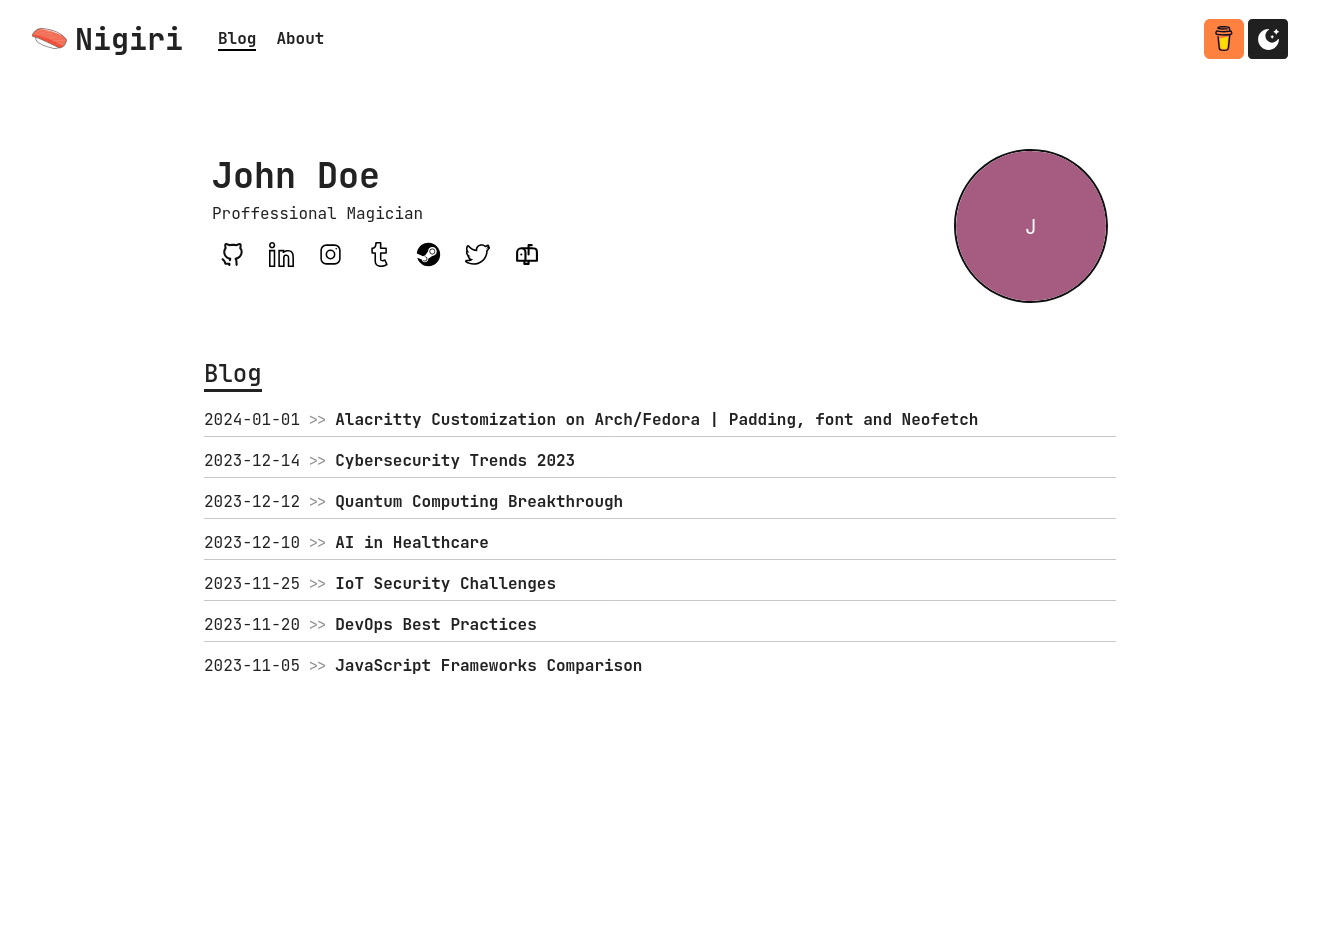 Nigiri Blog About
John Doe
Proffessional Magician
J
Blog
2024-01-01 >> Alacritty Customization on Arch/Fedora | Padding, font and Neofetch
2023-12-14 >> Cybersecurity Trends 2023
2023-12-12 >> Quantum Computing Breakthrough
2023-12-10 >> AI in Healthcare
2023-11-25 >> IoT Security Challenges
2023-11-20 >> DevOps Best Practices
2023-11-05 >> JavaScript Frameworks Comparison